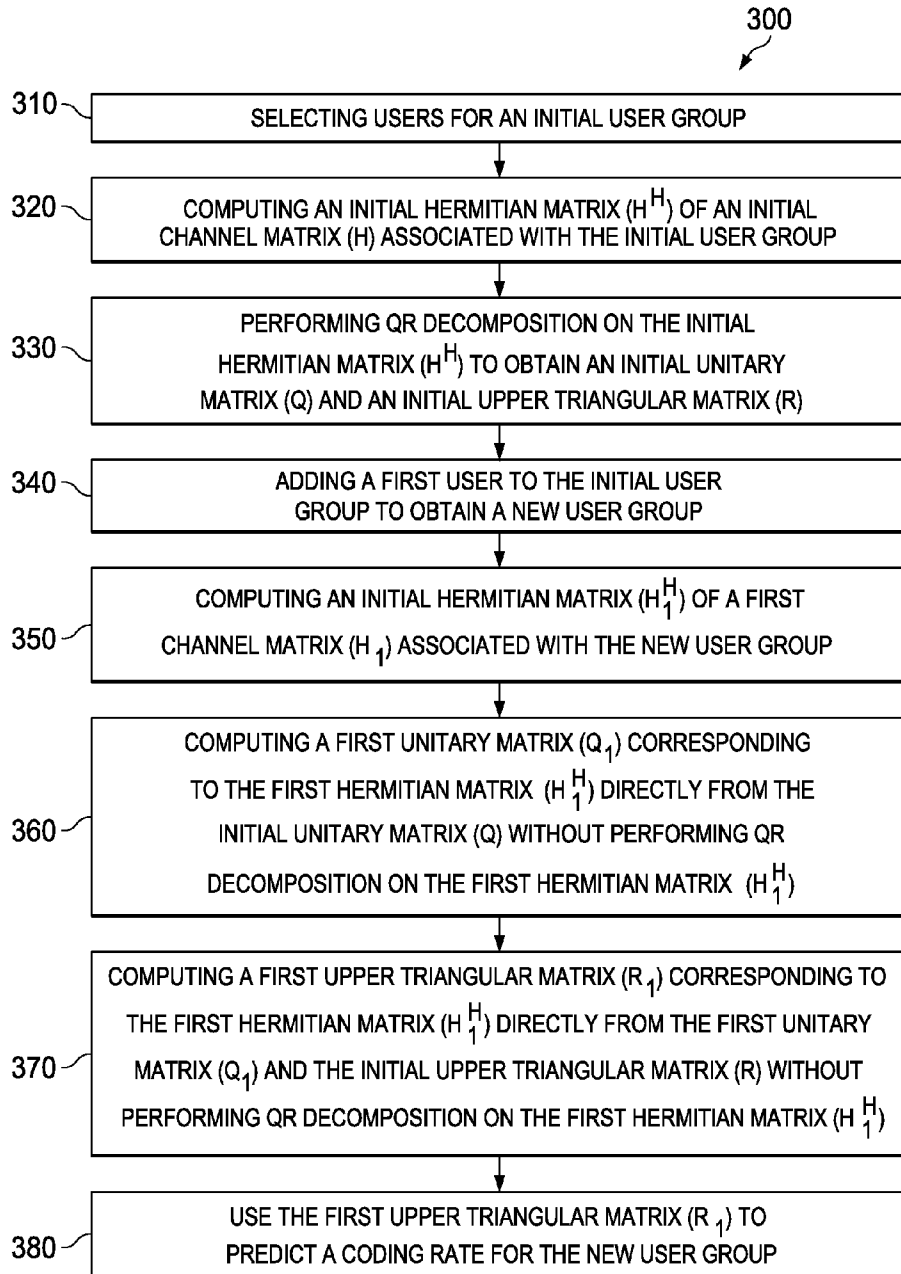 300
310
SELECTING USERS FOR AN INITIAL USER GROUP
320
COMPUTING AN INITIAL HERMITIAN MATRIX (H^H) OF AN INITIAL
CHANNEL MATRIX (H) ASSOCIATED WITH THE INITIAL USER GROUP
330
PERFORMING QR DECOMPOSITION ON THE INITIAL
HERMITIAN MATRIX (H^H) TO OBTAIN AN INITIAL UNITARY
MATRIX (Q) AND AN INITIAL UPPER TRIANGULAR MATRIX (R)
340
ADDING A FIRST USER TO THE INITIAL USER
GROUP TO OBTAIN A NEW USER GROUP
350
COMPUTING AN INITIAL HERMITIAN MATRIX (H_1^H) OF A FIRST
CHANNEL MATRIX (H_1) ASSOCIATED WITH THE NEW USER GROUP
360
COMPUTING A FIRST UNITARY MATRIX (Q_1) CORRESPONDING
TO THE FIRST HERMITIAN MATRIX (H_1^H) DIRECTLY FROM THE
INITIAL UNITARY MATRIX (Q) WITHOUT PERFORMING QR
DECOMPOSITION ON THE FIRST HERMITIAN MATRIX (H_1^H)
370
COMPUTING A FIRST UPPER TRIANGULAR MATRIX (R_1) CORRESPONDING TO
THE FIRST HERMITIAN MATRIX (H_1^H) DIRECTLY FROM THE FIRST UNITARY
MATRIX (Q_1) AND THE INITIAL UPPER TRIANGULAR MATRIX (R) WITHOUT
PERFORMING QR DECOMPOSITION ON THE FIRST HERMITIAN MATRIX (H_1^H)
380
USE THE FIRST UPPER TRIANGULAR MATRIX (R_1) TO
PREDICT A CODING RATE FOR THE NEW USER GROUP